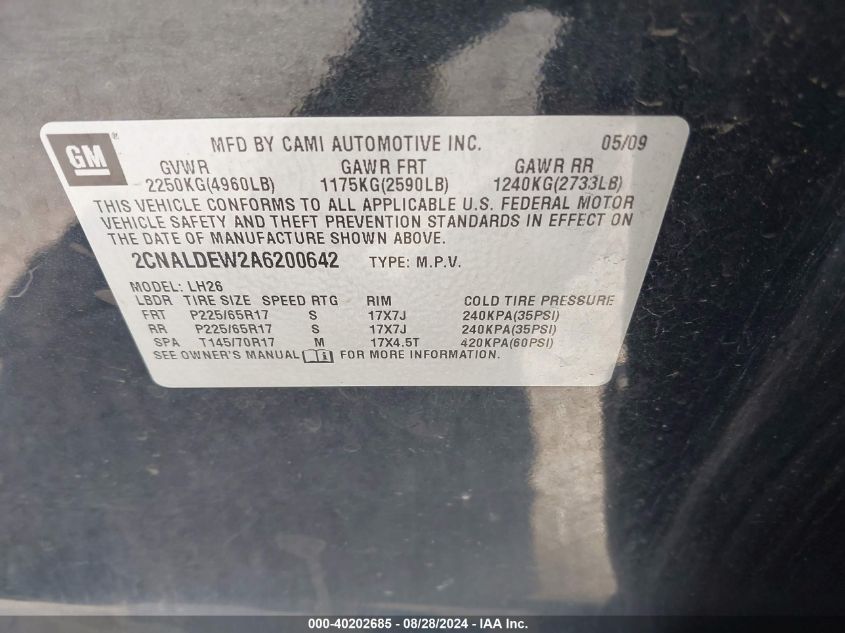 GM ®
MFD BY CAMI AUTOMOTIVE INC. 05/09
GVWR GAWR FRT GAWR RR
2250KG(4960LB) 1175KG(2590LB) 1240KG(2733LB)
THIS VEHICLE CONFORMS TO ALL APPLICABLE U.S. FEDERAL MOTOR
VEHICLE SAFETY AND THEFT PREVENTION STANDARDS IN EFFECT ON
THE DATE OF MANUFACTURE SHOWN ABOVE.
2CNALDEW2A6200642 TYPE: M.P.V.
MODEL: LH26
LBDR TIRE SIZE SPEED RTG RIM COLD TIRE PRESSURE
FRT P225/65R17 S 17X7J 240KPA(35PSI)
RR P225/65R17 S 17X7J 240KPA(35PSI)
SPA T145/70R17 M 17X4.5T 420KPA(60PSI)
SEE OWNER'S MANUAL FOR MORE INFORMATION.
000-40202685 - 08/28/2024 - IAA Inc.